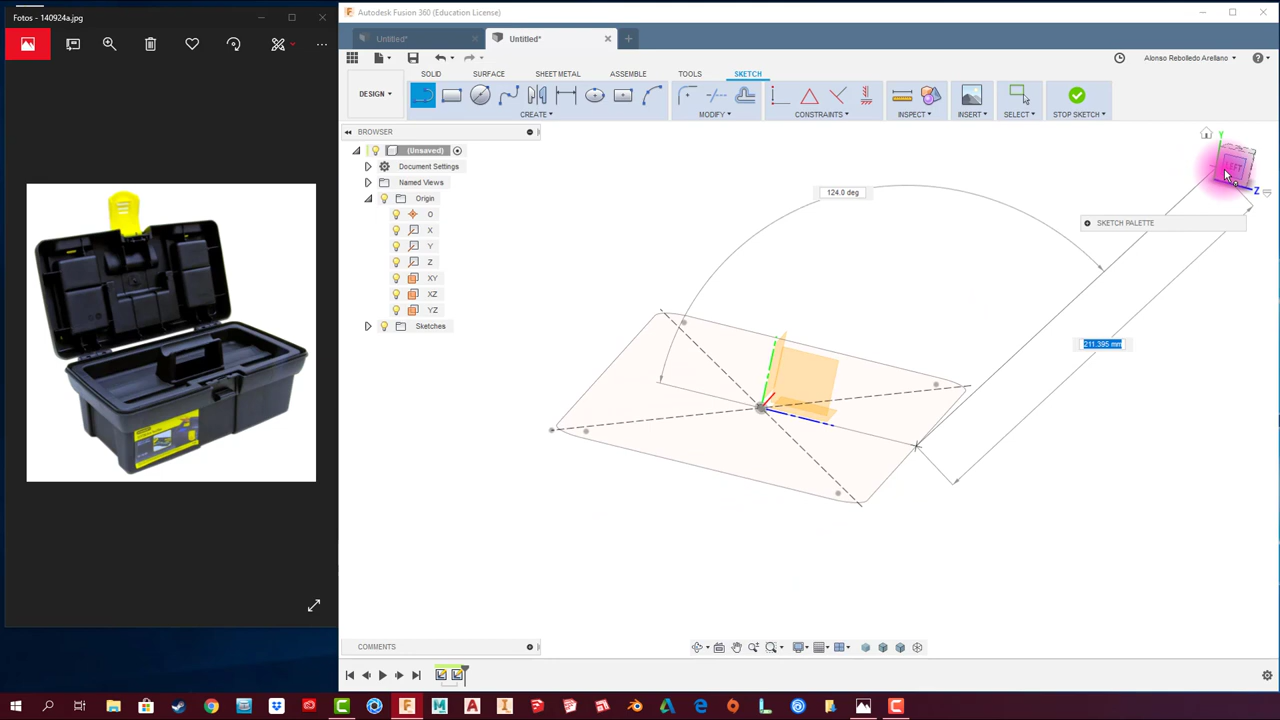 Fotos - 140924a.jpg
Autodesk Fusion 360 (Education License)
Untitled*
Untitled*
Alonso Rebolledo Arellano
SOLID
SURFACE
SHEET METAL
ASSEMBLE
TOOLS
SKETCH
DESIGN
CREATE
MODIFY
CONSTRAINTS
INSPECT
INSERT
SELECT
STOP SKETCH
BROWSER
(Unsaved)
Document Settings
Named Views
Origin
O
X
Y
Z
XY
XZ
YZ
Sketches
Y
LEFT
Z
SKETCH PALETTE
124.0 deg
211.395 mm
COMMENTS